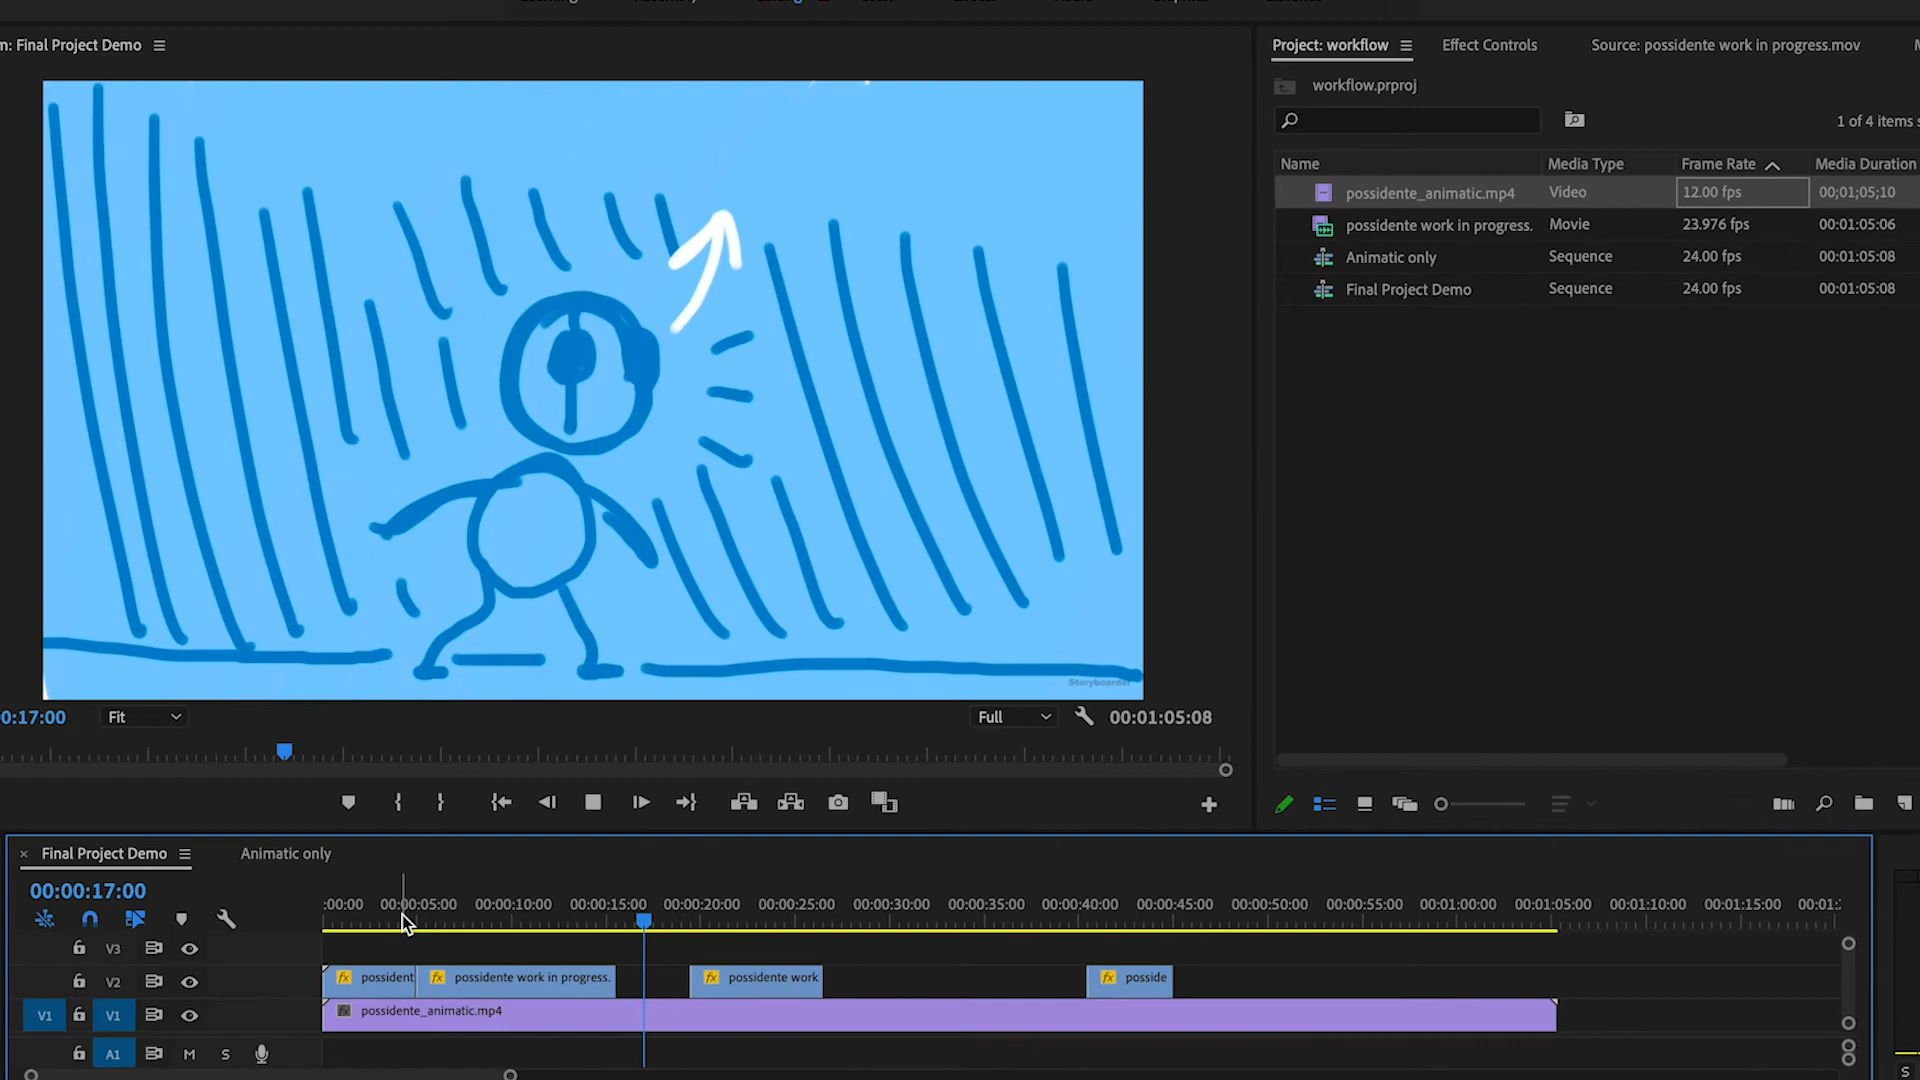 m: Final Project Demo
Project: workflow
Effect Controls
Source: possidente work in progress.mov
workflow.prproj
1 of 4 items s
Name Media Type Frame Rate Media Duration
possidente_animatic.mp4 Video 12.00 fps 00;01;05;10
possidente work in progress. Movie 23.976 fps 00:01:05:06
Animatic only Sequence 24.00 fps 00:01:05:08
Final Project Demo Sequence 24.00 fps 00:01:05:08
Storyboarder
0:17:00
Fit
Full
00:01:05:08
Final Project Demo
Animatic only
00:00:17:00
:00:00 00:00:05:00 00:00:10:00 00:00:15:00 00:00:20:00 00:00:25:00 00:00:30:00 00:00:35:00 00:00:40:00 00:00:45:00 00:00:50:00 00:00:55:00 00:01:00:00 00:01:05:00 00:01:10:00 00:01:15:00 00:01:
V3
V2
fx possident
fx possidente work in progress.
fx possidente work
fx posside
V1 V1
fx possidente_animatic.mp4
A1 M S
S